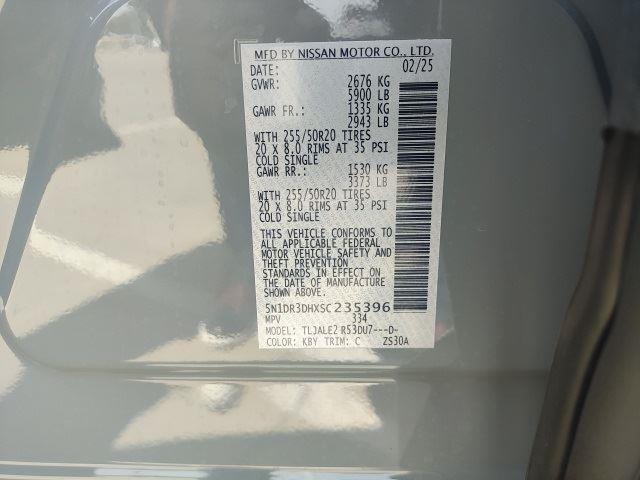 MFD BY NISSAN MOTOR CO., LTD.
DATE: 02/25
GVWR: 2676 KG
5900 LB
GAWR FR.: 1335 KG
2943 LB
WITH 255/50R20 TIRES
20 X 8.0 RIMS AT 35 PSI
COLD SINGLE
GAWR RR.: 1530 KG
3373 LB
WITH 255/50R20 TIRES
20 X 8.0 RIMS AT 35 PSI
COLD SINGLE
THIS VEHICLE CONFORMS TO
ALL APPLICABLE FEDERAL
MOTOR VEHICLE SAFETY AND
THEFT PREVENTION
STANDARDS IN EFFECT ON
THE DATE OF MANUFACTURE
SHOWN ABOVE.
5N1DR3DHXSC235396
MPV 334
TLJALE2 R53DU7---D-
COLOR: KBY TRIM: C ZS30A